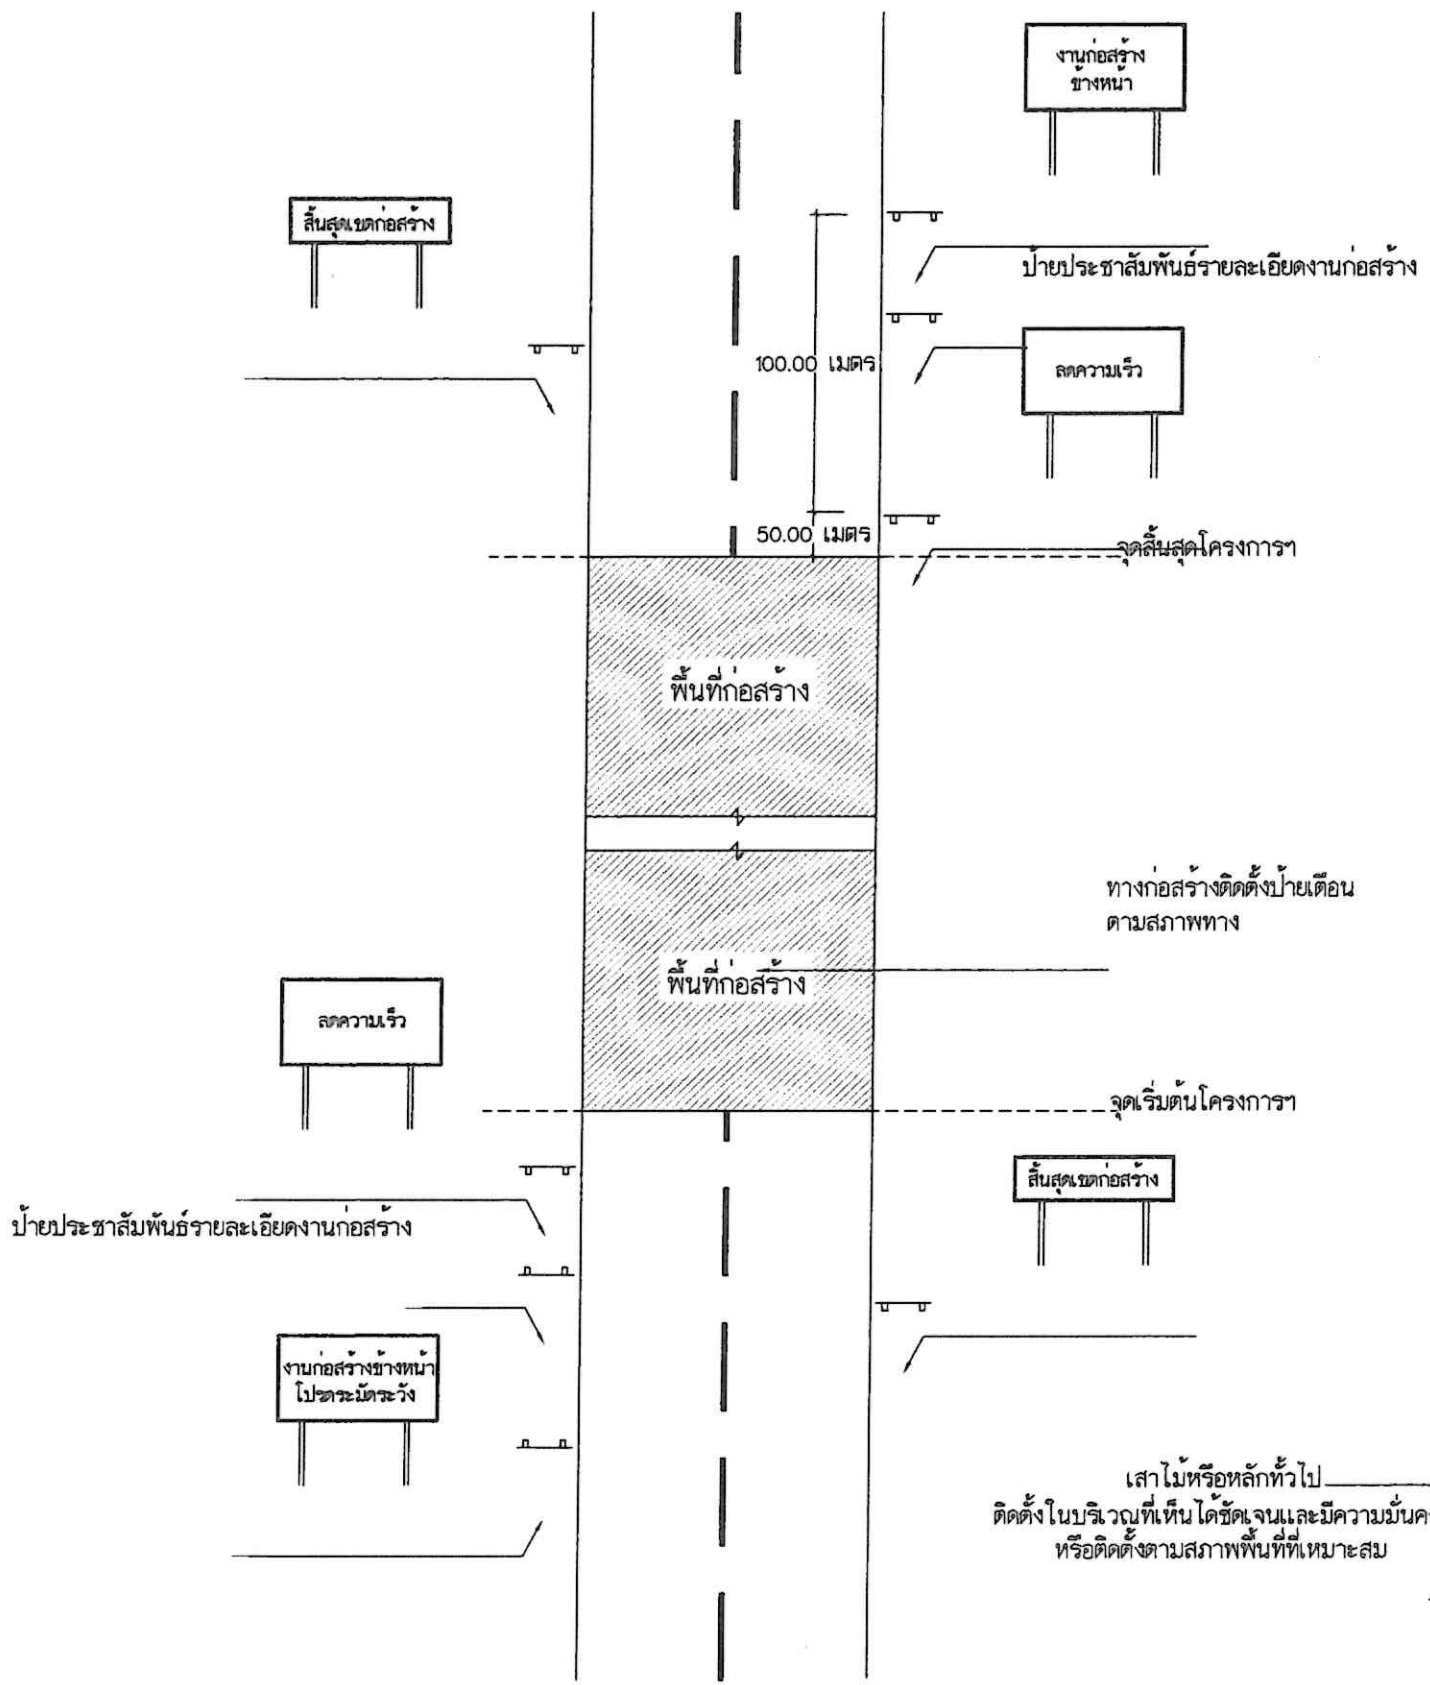 งานก่อสร้าง
ข้างหน้า
สิ้นสุดเขตก่อสร้าง
ป้ายประชาสัมพันธ์รายละเอียดงานก่อสร้าง
100.00 เมตร
ลดความเร็ว
50.00 เมตร
จุดสิ้นสุดโครงการฯ
พื้นที่ก่อสร้าง
ทางก่อสร้างติดตั้งป้ายเตือน
ตามสภาพทาง
พื้นที่ก่อสร้าง
ลดความเร็ว
จุดเริ่มต้นโครงการฯ
สิ้นสุดเขตก่อสร้าง
ป้ายประชาสัมพันธ์รายละเอียดงานก่อสร้าง
งานก่อสร้างข้างหน้า
โปรดระมัดระวัง
เสาไม้หรือหลักทั่วไป
ติดตั้งในบริเวณที่เห็นได้ชัดเจนและมีความมั่นค
หรือติดตั้งตามสภาพพื้นที่ที่เหมาะสม